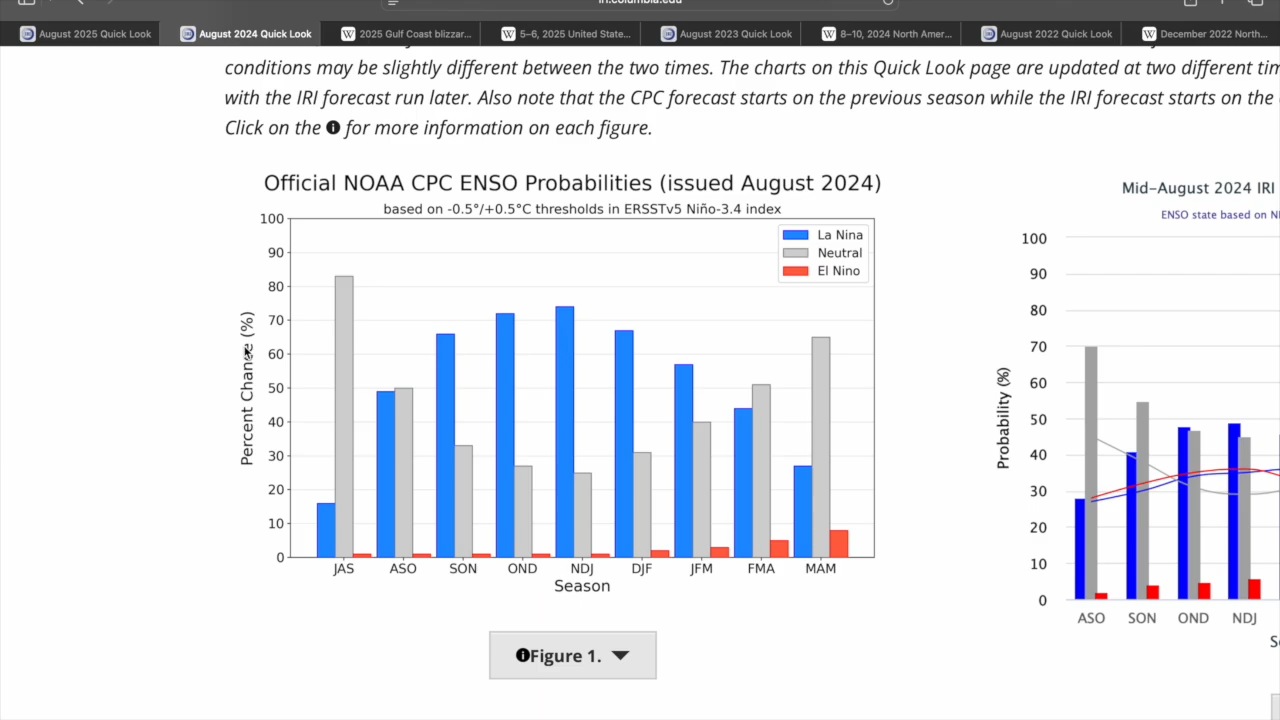 iri.columbia.edu
August 2025 Quick Look
August 2024 Quick Look
2025 Gulf Coast blizzar...
5–6, 2025 United State...
August 2023 Quick Look
8–10, 2024 North Amer...
August 2022 Quick Look
December 2022 North...
conditions may be slightly different between the two times. The charts on this Quick Look page are updated at two different tim
with the IRI forecast run later. Also note that the CPC forecast starts on the previous season while the IRI forecast starts on the
Click on the i for more information on each figure.
Official NOAA CPC ENSO Probabilities (issued August 2024)
based on -0.5°/+0.5°C thresholds in ERSSTv5 Niño-3.4 index
La Nina
Neutral
El Nino
Percent Chance (%)
100
90
80
70
60
50
40
30
20
10
0
JAS ASO SON OND NDJ DJF JFM FMA MAM
Season
Figure 1.
Mid-August 2024 IRI
ENSO state based on NI
Probability (%)
100
90
80
70
60
50
40
30
20
10
0
ASO SON OND NDJ